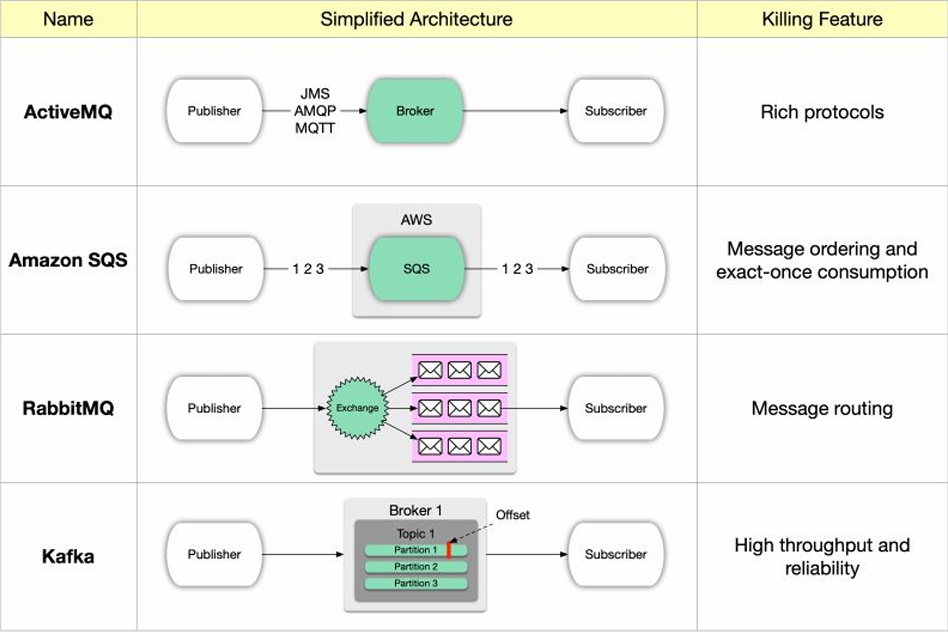 Name
Simplified Architecture
Killing Feature
ActiveMQ
Publisher
JMS
AMQP
MQTT
Broker
Subscriber
Rich protocols
Amazon SQS
Publisher
1 2 3
AWS
SQS
1 2 3
Subscriber
Message ordering and
exact-once consumption
RabbitMQ
Publisher
Exchange
Subscriber
Message routing
Kafka
Publisher
Broker 1
Topic 1
Partition 1
Partition 2
Partition 3
Offset
Subscriber
High throughput and
reliability